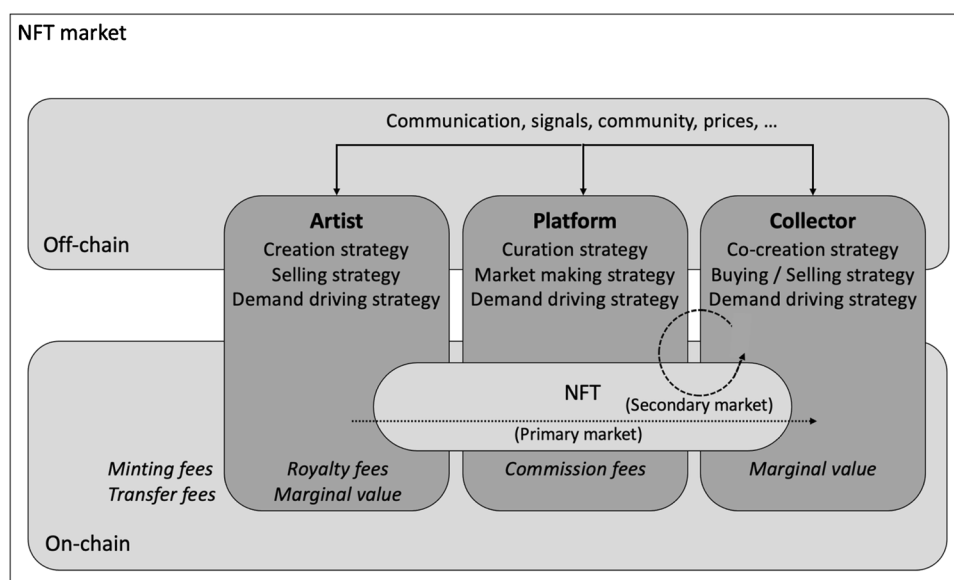 NFT market
Communication, signals, community, prices, ...
Off-chain
Artist
Creation strategy
Selling strategy
Demand driving strategy
Platform
Curation strategy
Market making strategy
Demand driving strategy
Collector
Co-creation strategy
Buying / Selling strategy
Demand driving strategy
NFT
(Secondary market)
(Primary market)
Minting fees
Transfer fees
Royalty fees
Marginal value
Commission fees
Marginal value
On-chain